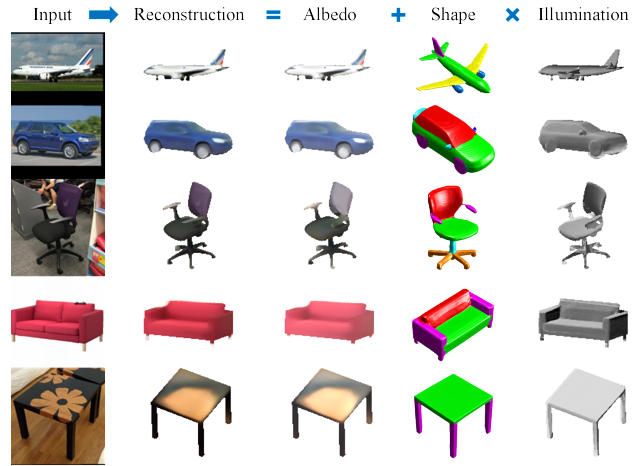 Input → Reconstruction = Albedo + Shape × Illumination